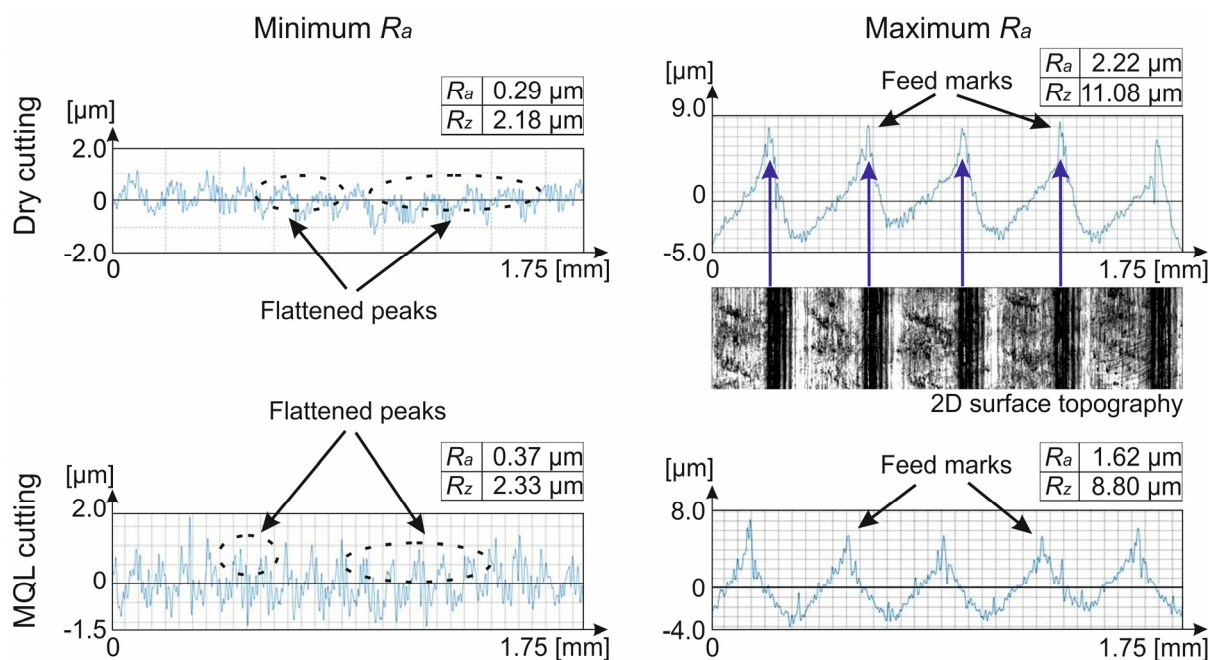 Minimum Ra
Maximum Ra
Dry cutting
[µm]
Ra 0.29 µm
Rz 2.18 µm
2.0
0
-2.0
0
1.75 [mm]
Flattened peaks
[µm]
Feed marks
Ra 2.22 µm
Rz 11.08 µm
9.0
0
-5.0
0
1.75 [mm]
2D surface topography
MQL cutting
Flattened peaks
[µm]
Ra 0.37 µm
Rz 2.33 µm
2.0
0
-1.5
0
1.75 [mm]
[µm]
Feed marks
Ra 1.62 µm
Rz 8.80 µm
8.0
0
-4.0
0
1.75 [mm]